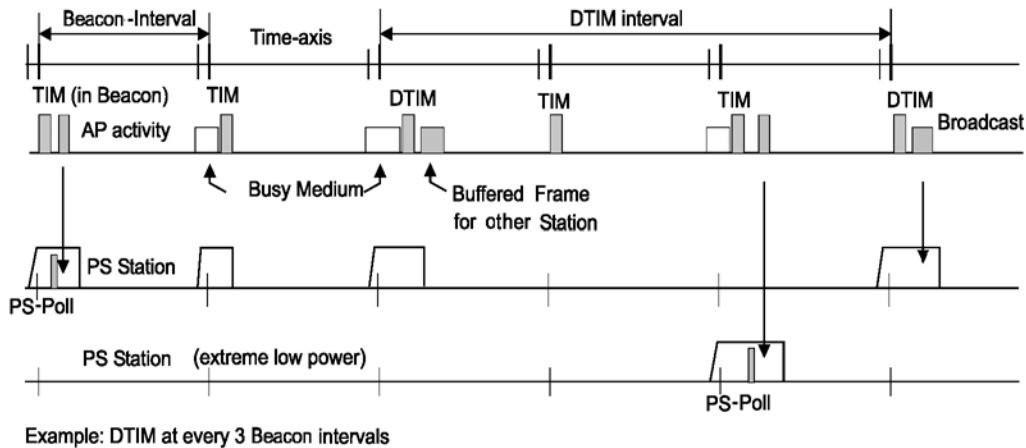 Beacon-Interval
DTIM interval
Time-axis
TIM (in Beacon)
TIM
DTIM
TIM
TIM
DTIM
AP activity
Broadcast
Busy Medium
Buffered Frame
for other Station
PS Station
PS-Poll
PS Station (extreme low power)
PS-Poll
Example: DTIM at every 3 Beacon intervals